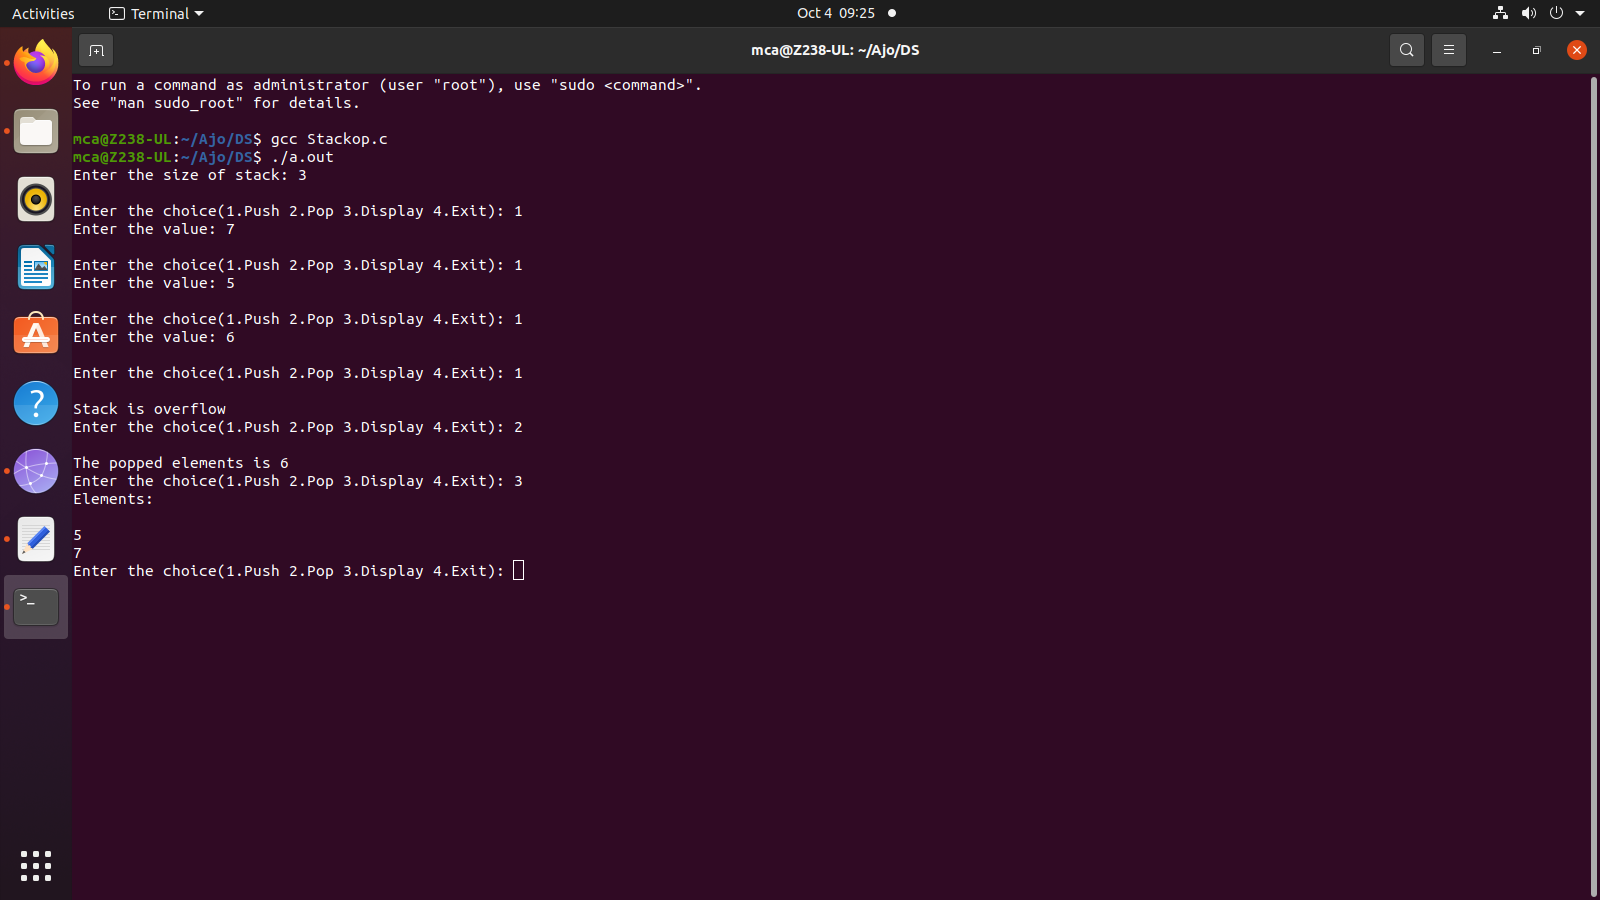 Activities Terminal Oct 4 09:25
mca@Z238-UL: ~/Ajo/DS
To run a command as administrator (user "root"), use "sudo <command>".
See "man sudo_root" for details.
mca@Z238-UL:~/Ajo/DS$ gcc Stackop.c
mca@Z238-UL:~/Ajo/DS$ ./a.out
Enter the size of stack: 3
Enter the choice(1.Push 2.Pop 3.Display 4.Exit): 1
Enter the value: 7
Enter the choice(1.Push 2.Pop 3.Display 4.Exit): 1
Enter the value: 5
Enter the choice(1.Push 2.Pop 3.Display 4.Exit): 1
Enter the value: 6
Enter the choice(1.Push 2.Pop 3.Display 4.Exit): 1
Stack is overflow
Enter the choice(1.Push 2.Pop 3.Display 4.Exit): 2
The popped elements is 6
Enter the choice(1.Push 2.Pop 3.Display 4.Exit): 3
Elements:
5
7
Enter the choice(1.Push 2.Pop 3.Display 4.Exit):